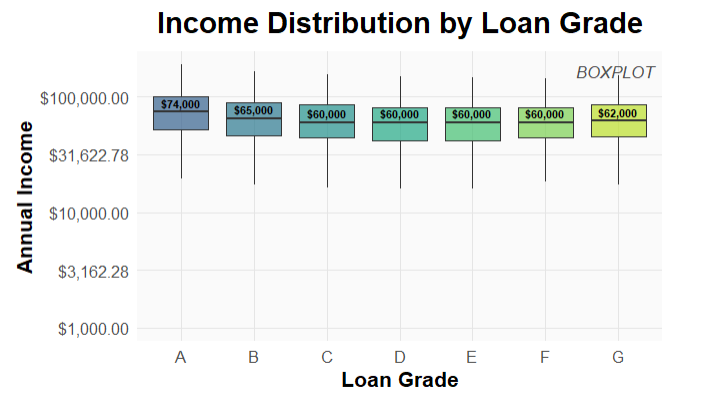 Income Distribution by Loan Grade
BOXPLOT
$100,000.00
$31,622.78
$10,000.00
$3,162.28
$1,000.00
Annual Income
$74,000
$65,000
$60,000
$60,000
$60,000
$60,000
$62,000
A B C D E F G
Loan Grade